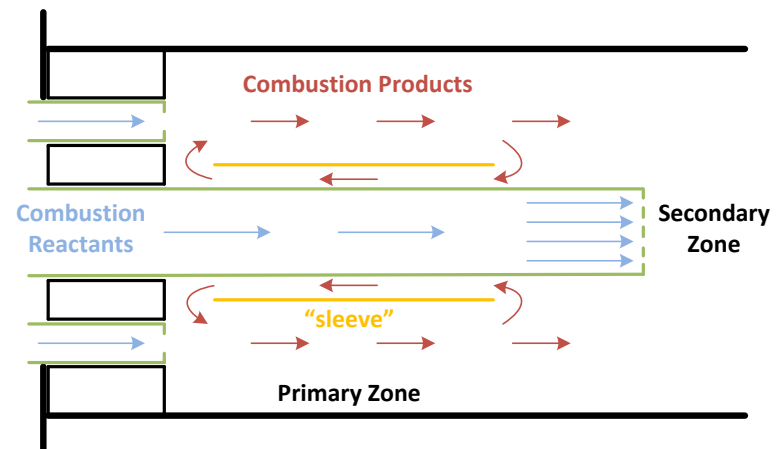 Combustion Products
Combustion
Reactants
Secondary
Zone
“sleeve”
Primary Zone